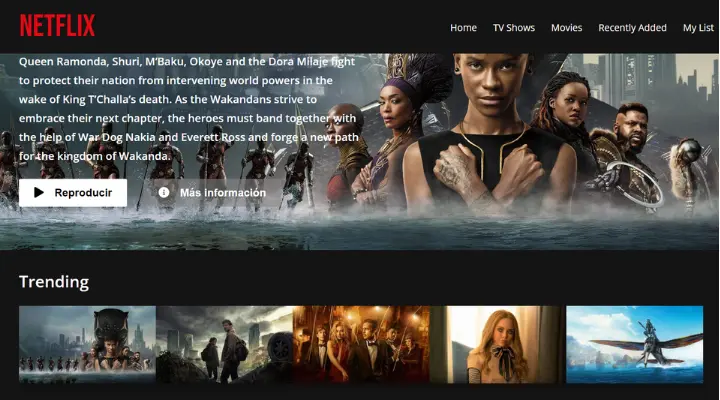 NETFLIX
Home TV Shows Movies Recently Added My List
Queen Ramonda, Shuri, M’Baku, Okoye and the Dora Milaje fight
to protect their nation from intervening world powers in the
wake of King T’Challa’s death. As the Wakandans strive to
embrace their next chapter, the heroes must band together with
the help of War Dog Nakia and Everett Ross and forge a new path
for the kingdom of Wakanda.
Reproducir Más Información
Trending